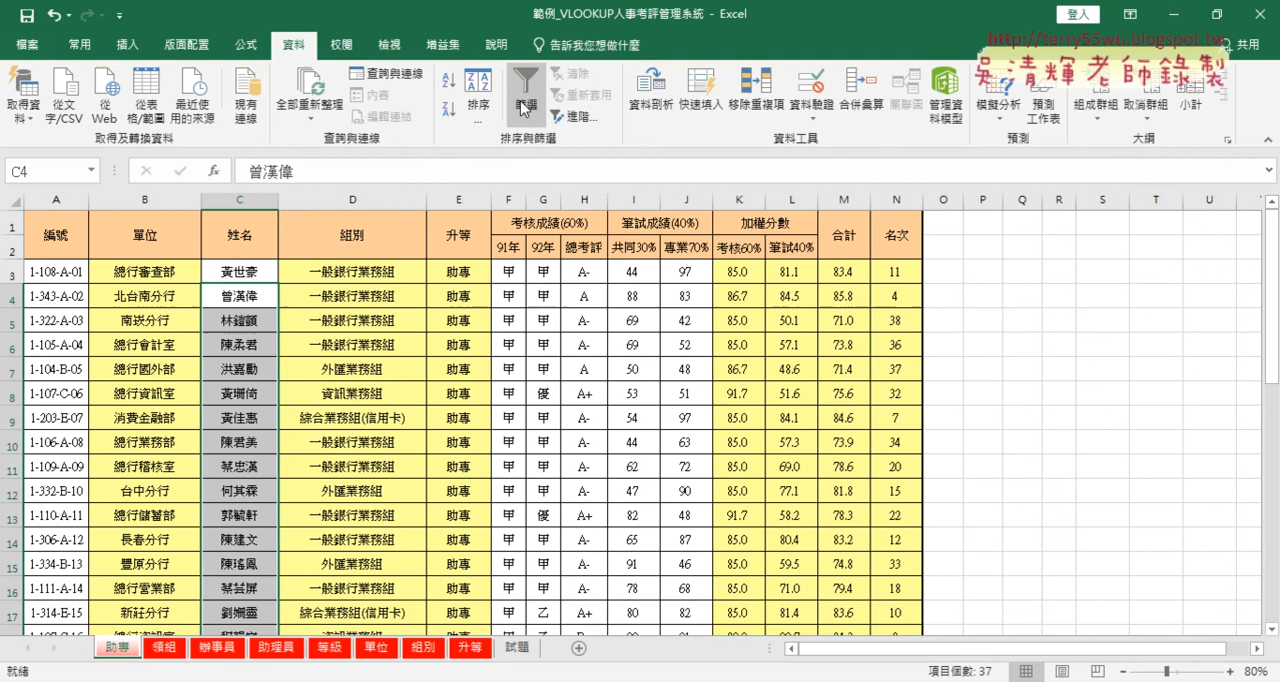 範例_VLOOKUP人事考評管理系統 - Excel
登入
檔案 常用 插入 版面配置 公式 資料 校閱 檢視 增益集 說明 告訴我您想做什麼 共用
http://terry55wu.blogspot.tw
吳清輝老師錄製
取得資料 從文字/CSV 從Web 從表格/範圍 最近使用的來源 現有連線 全部重新整理 查詢與連線 內容 編輯連結 排序... 篩選 清除 重新套用 進階... 資料剖析 快速填入 移除重複項 資料驗證 合併彙算 關聯圖 管理資料模型 模擬分析 預測工作表 組成群組 取消群組 小計
取得及轉換資料 查詢與連線 排序與篩選 資料工具 預測 大綱
C4 fx 曾漢偉
A B C D E F G H I J K L M N O P Q R S T U
1 編號 單位 姓名 組別 升等 考核成績(60%) 筆試成績(40%) 加權分數 合計 名次
2 91年 92年 總考評 共同30% 專業70% 考核60% 筆試40%
3 1-108-A-01 總行審查部 黃世豪 一般銀行業務組 助專 甲 甲 A- 44 97 85.0 81.1 83.4 11
4 1-343-A-02 北台南分行 曾漢偉 一般銀行業務組 助專 甲 甲 A 88 83 86.7 84.5 85.8 4
5 1-322-A-03 南崁分行 林鎧顗 一般銀行業務組 助專 甲 甲 A- 69 42 85.0 50.1 71.0 38
6 1-105-A-04 總行會計室 陳柔君 一般銀行業務組 助專 甲 甲 A- 69 52 85.0 57.1 73.8 36
7 1-104-B-05 總行國外部 洪嘉勵 外匯業務組 助專 甲 甲 A 50 48 86.7 48.6 71.4 37
8 1-107-C-06 總行資訊室 黃珊倚 資訊業務組 助專 甲 優 A+ 53 51 91.7 51.6 75.6 32
9 1-203-E-07 消費金融部 黃佳惠 綜合業務組(信用卡) 助專 甲 甲 A- 54 97 85.0 84.1 84.6 7
10 1-106-A-08 總行業務部 陳君美 一般銀行業務組 助專 甲 甲 A- 44 63 85.0 57.3 73.9 34
11 1-109-A-09 總行稽核室 蔡忠漢 一般銀行業務組 助專 甲 甲 A- 62 72 85.0 69.0 78.6 20
12 1-332-B-10 台中分行 何其霖 外匯業務組 助專 甲 甲 A- 47 90 85.0 77.1 81.8 15
13 1-110-A-11 總行儲蓄部 郭毓軒 一般銀行業務組 助專 甲 優 A+ 82 48 91.7 58.2 78.3 22
14 1-306-A-12 長春分行 陳建文 一般銀行業務組 助專 甲 甲 A- 65 87 85.0 80.4 83.2 12
15 1-334-B-13 豐原分行 陳瑤鳳 外匯業務組 助專 甲 甲 A- 91 46 85.0 59.5 74.8 33
16 1-111-A-14 總行營業部 蔡芸屏 一般銀行業務組 助專 甲 甲 A- 78 68 85.0 71.0 79.4 18
17 1-314-E-15 新莊分行 劉姍靈 綜合業務組(信用卡) 助專 甲 乙 A+ 80 82 85.0 81.4 83.6 10
助專 領組 辦事員 助理員 等級 單位 組別 升等 試題
就緒 項目個數: 37 80%